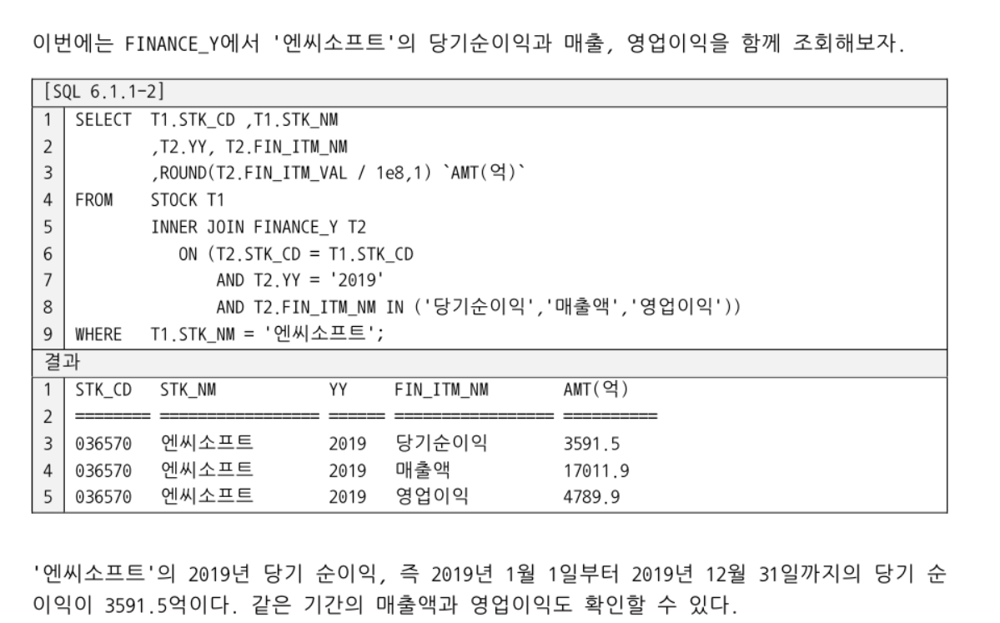 이번에는 FINANCE_Y에서 '엔씨소프트'의 당기순이익과 매출, 영업이익을 함께 조회해보자.
[SQL 6.1.1-2]
1 SELECT T1.STK_CD ,T1.STK_NM
2 ,T2.YY, T2.FIN_ITM_NM
3 ,ROUND(T2.FIN_ITM_VAL / 1e8,1) `AMT(억)`
4 FROM STOCK T1
5 INNER JOIN FINANCE_Y T2
6 ON (T2.STK_CD = T1.STK_CD
7 AND T2.YY = '2019'
8 AND T2.FIN_ITM_NM IN ('당기순이익','매출액','영업이익'))
9 WHERE T1.STK_NM = '엔씨소프트';
결과
1 STK_CD STK_NM YY FIN_ITM_NM AMT(억)
2 ======== ================= ====== ================= ==========
3 036570 엔씨소프트 2019 당기순이익 3591.5
4 036570 엔씨소프트 2019 매출액 17011.9
5 036570 엔씨소프트 2019 영업이익 4789.9
'엔씨소프트'의 2019년 당기 순이익, 즉 2019년 1월 1일부터 2019년 12월 31일까지의 당기 순
이익이 3591.5억이다. 같은 기간의 매출액과 영업이익도 확인할 수 있다.